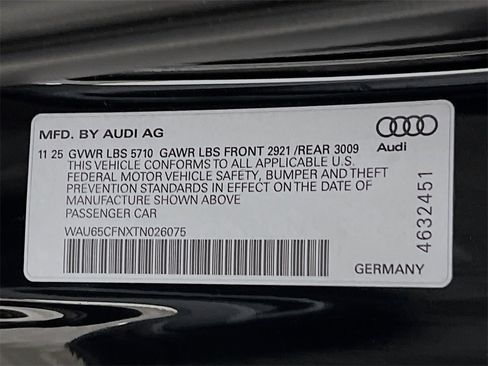 MFD. BY AUDI AG
Audi
11 25 GVWR LBS 5710 GAWR LBS FRONT 2921 /REAR 3009
THIS VEHICLE CONFORMS TO ALL APPLICABLE U.S.
FEDERAL MOTOR VEHICLE SAFETY, BUMPER AND THEFT
PREVENTION STANDARDS IN EFFECT ON THE DATE OF
MANUFACTURE SHOWN ABOVE
PASSENGER CAR
WAU65CFNXTN026075
4632451
GERMANY